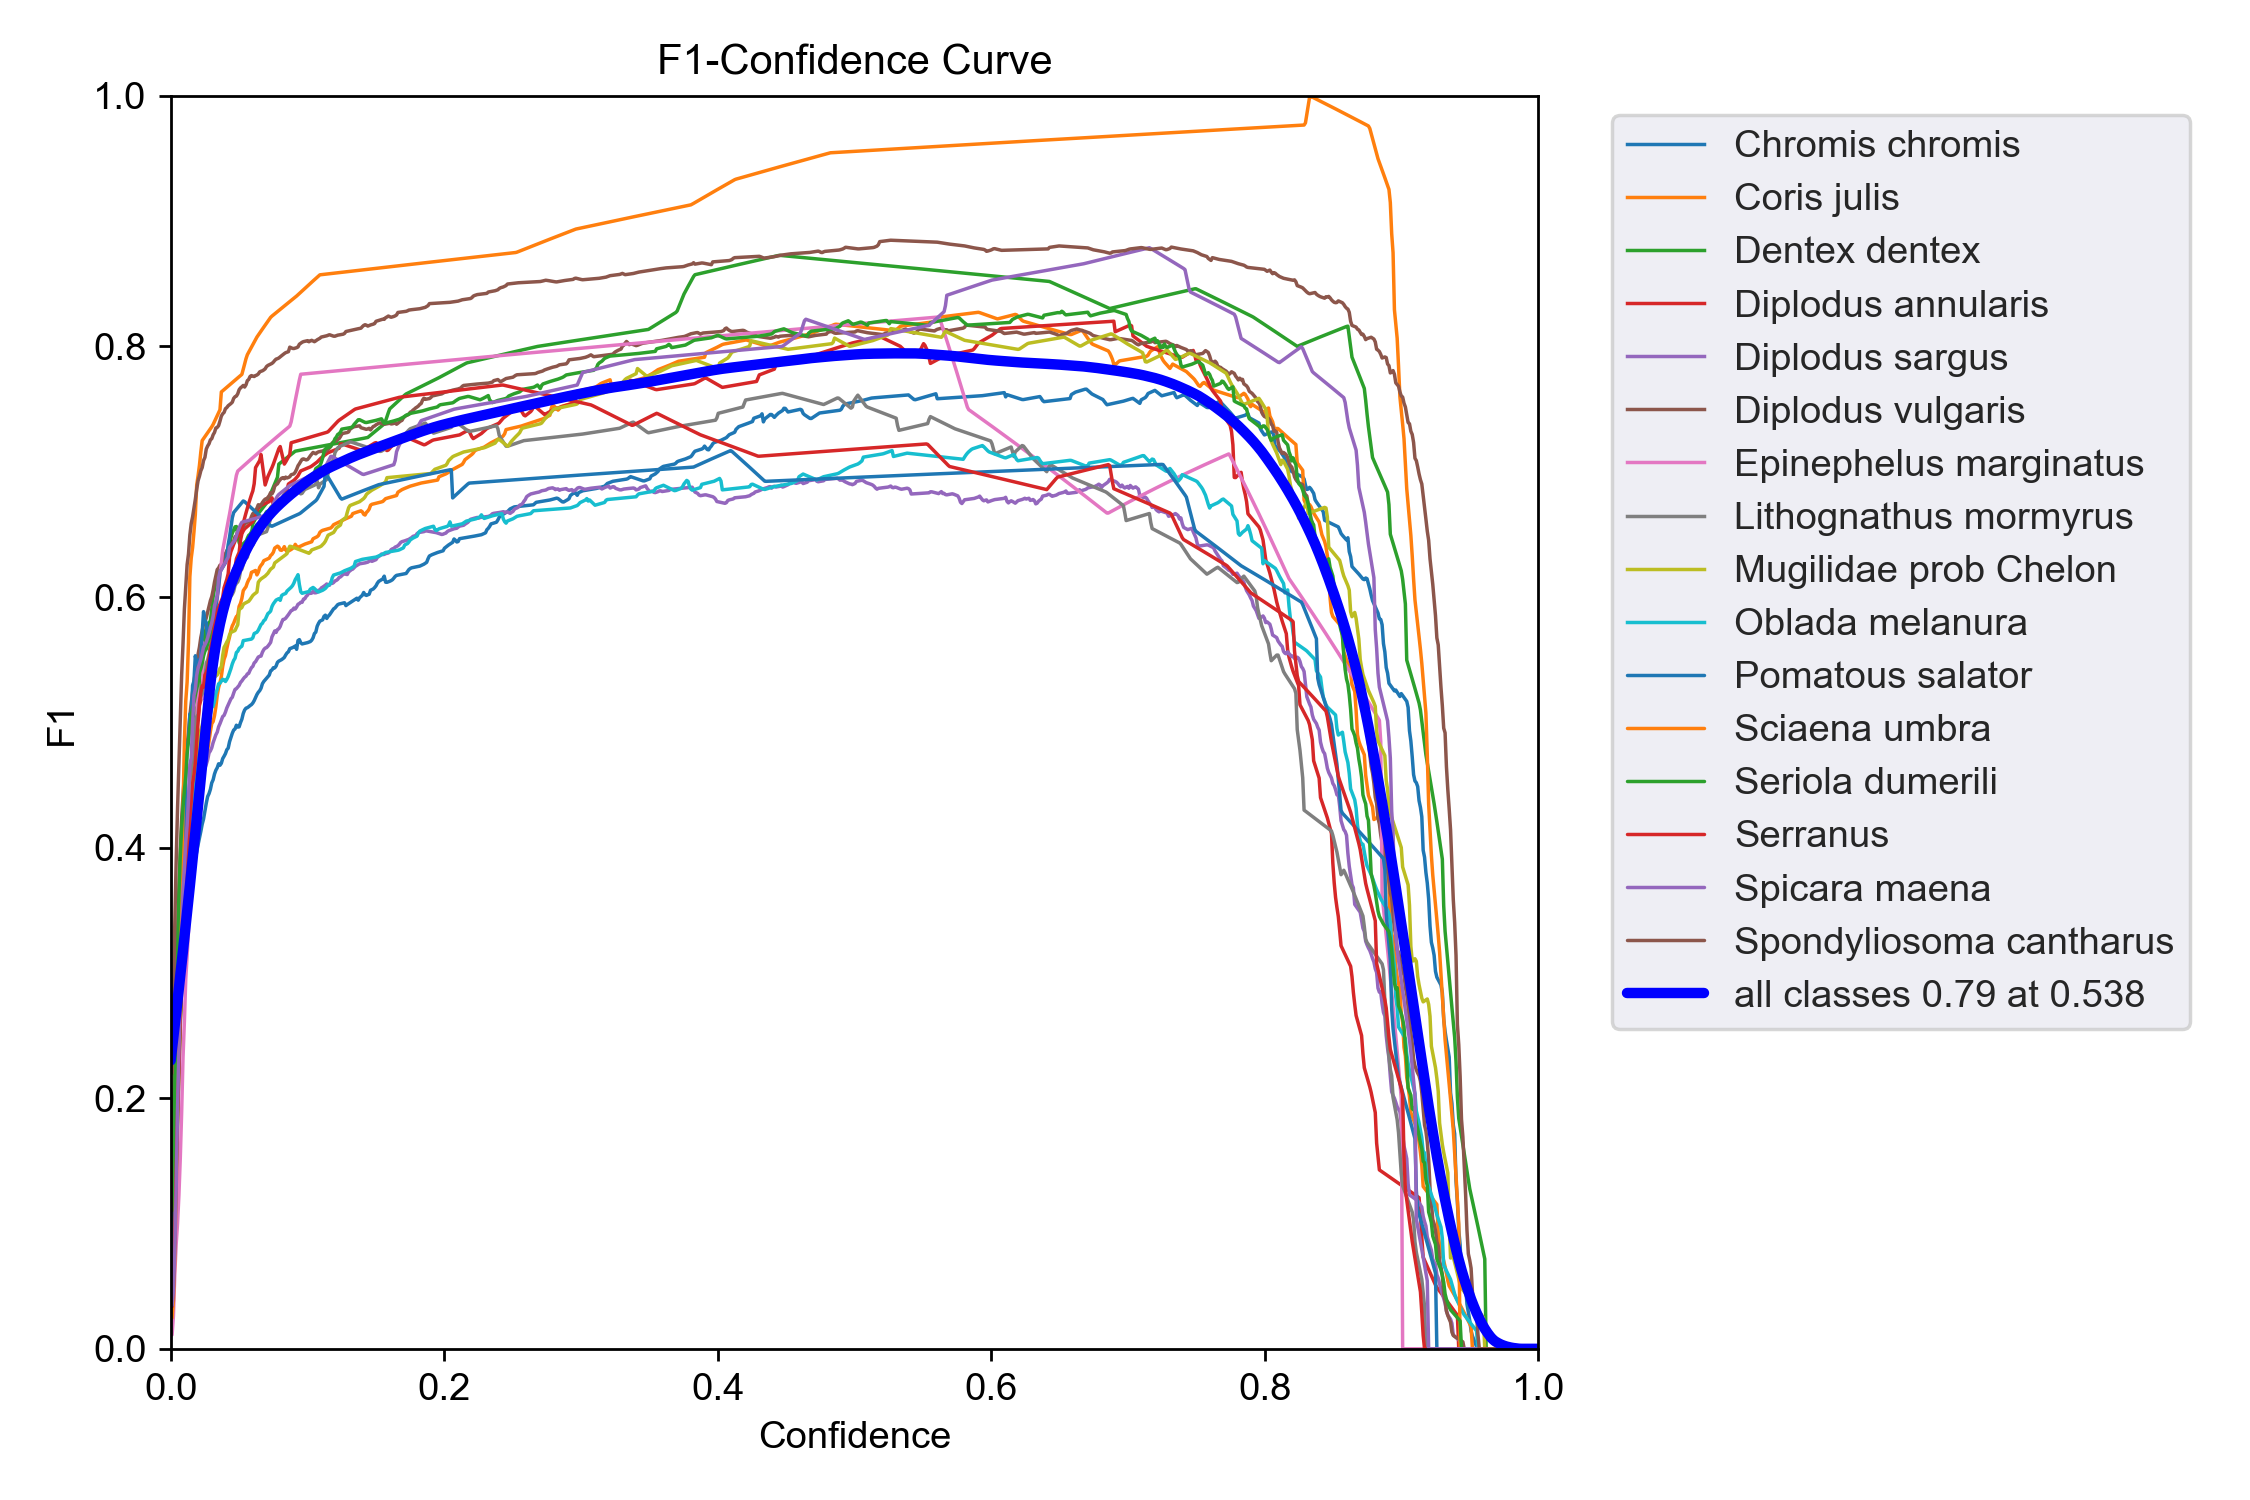 F1-Confidence Curve
1.0
0.8
0.6
0.4
0.2
0.0
F1
0.0 0.2 0.4 0.6 0.8 1.0
Confidence
Chromis chromis
Coris julis
Dentex dentex
Diplodus annularis
Diplodus sargus
Diplodus vulgaris
Epinephelus marginatus
Lithognathus mormyrus
Mugilidae prob Chelon
Oblada melanura
Pomatous salator
Sciaena umbra
Seriola dumerili
Serranus
Spicara maena
Spondyliosoma cantharus
all classes 0.79 at 0.538